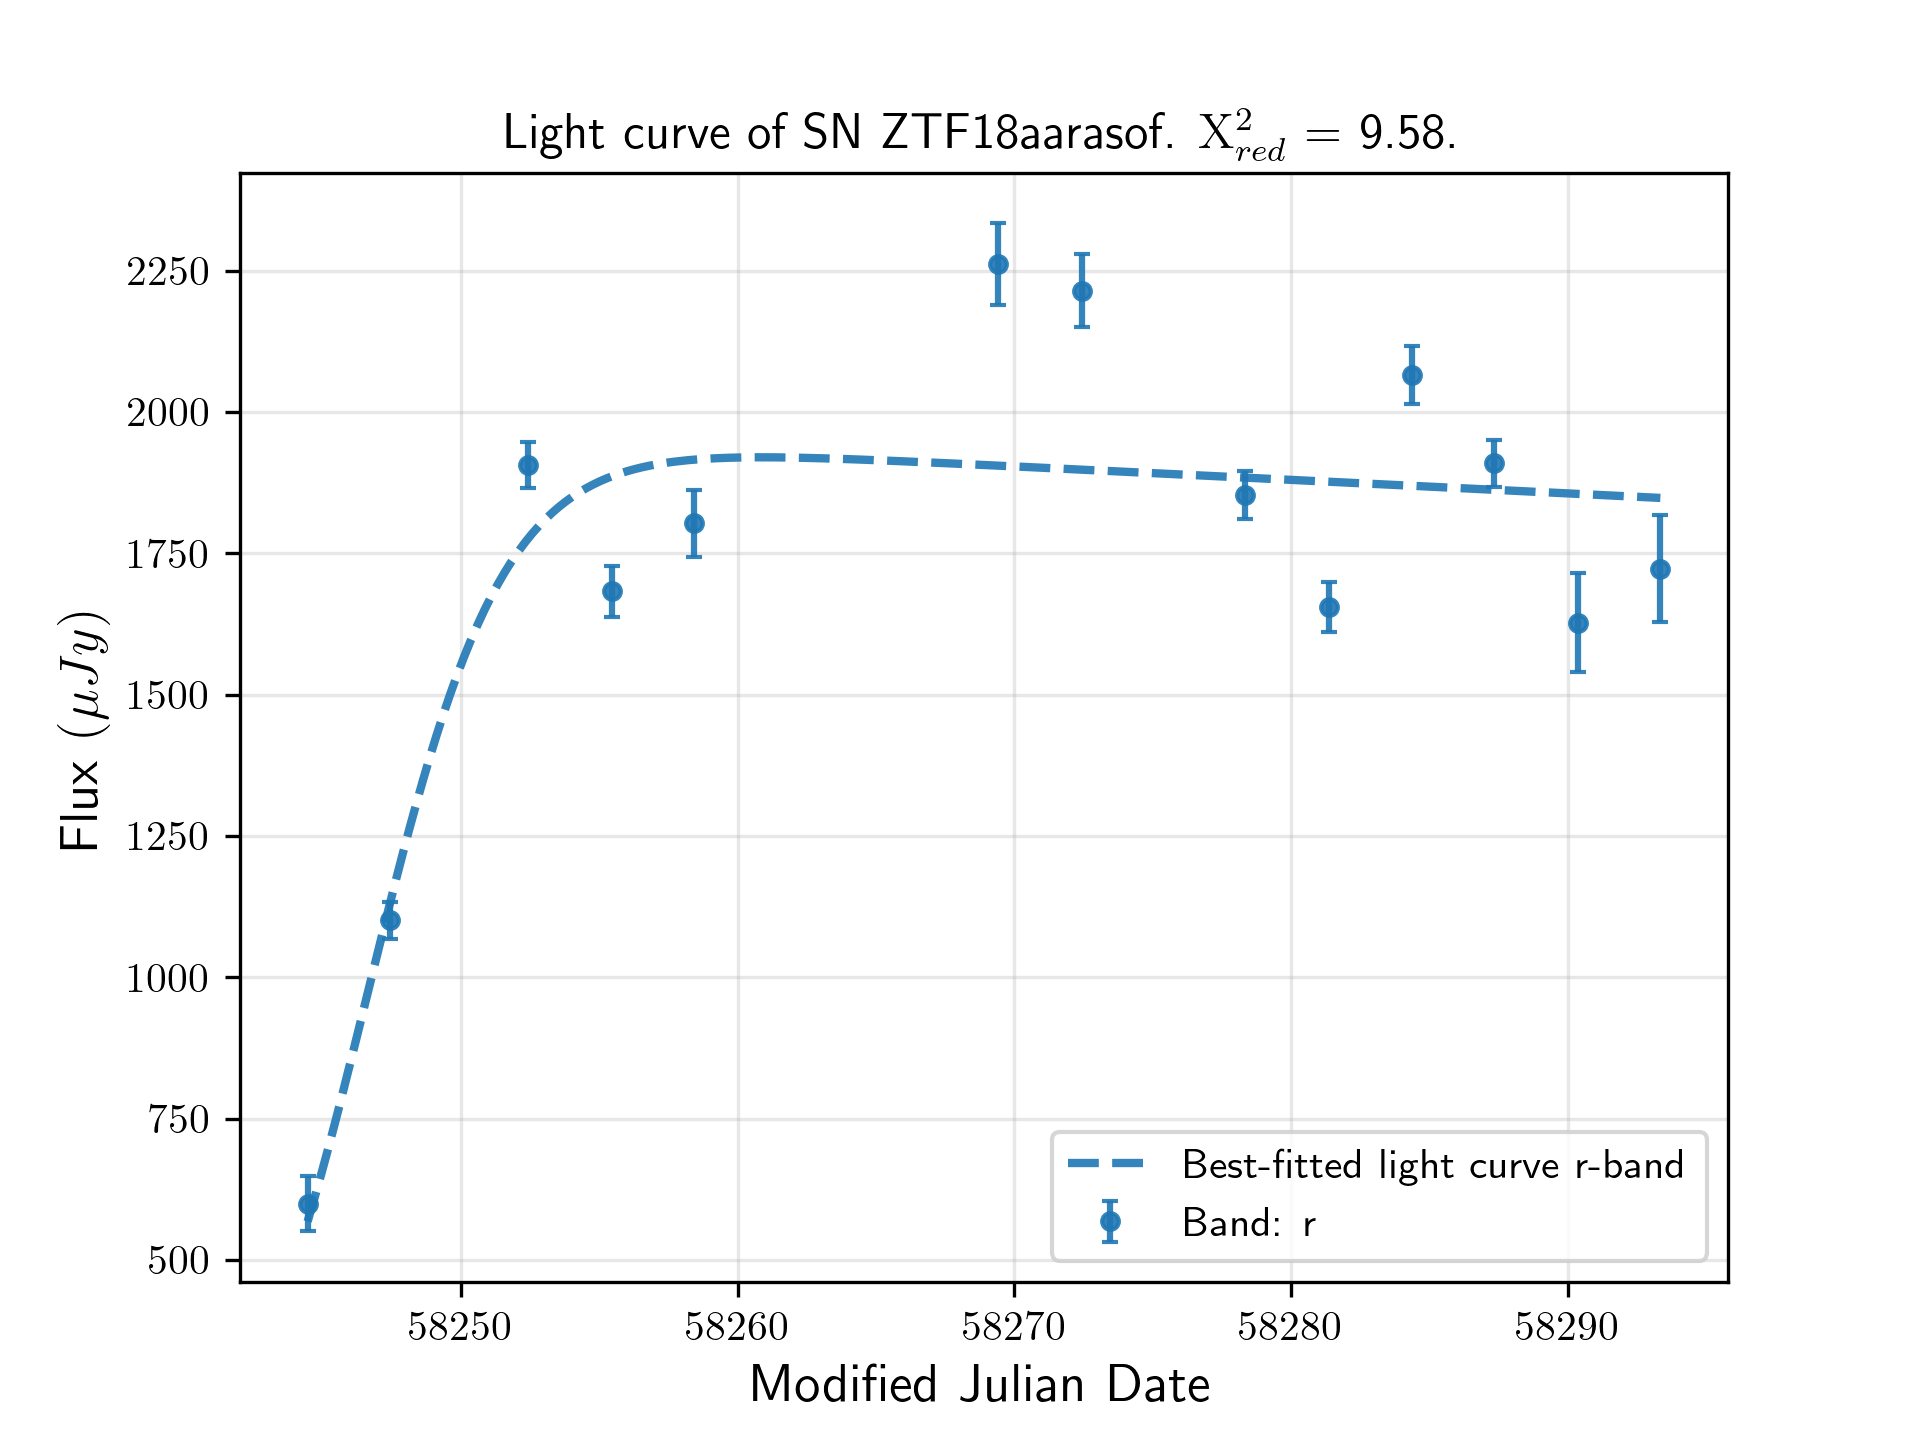 Light curve of SN ZTF18aarasof. X²red = 9.58.
Flux (μJy)
2250
2000
1750
1500
1250
1000
750
500
Best-fitted light curve r-band
Band: r
58250 58260 58270 58280 58290
Modified Julian Date